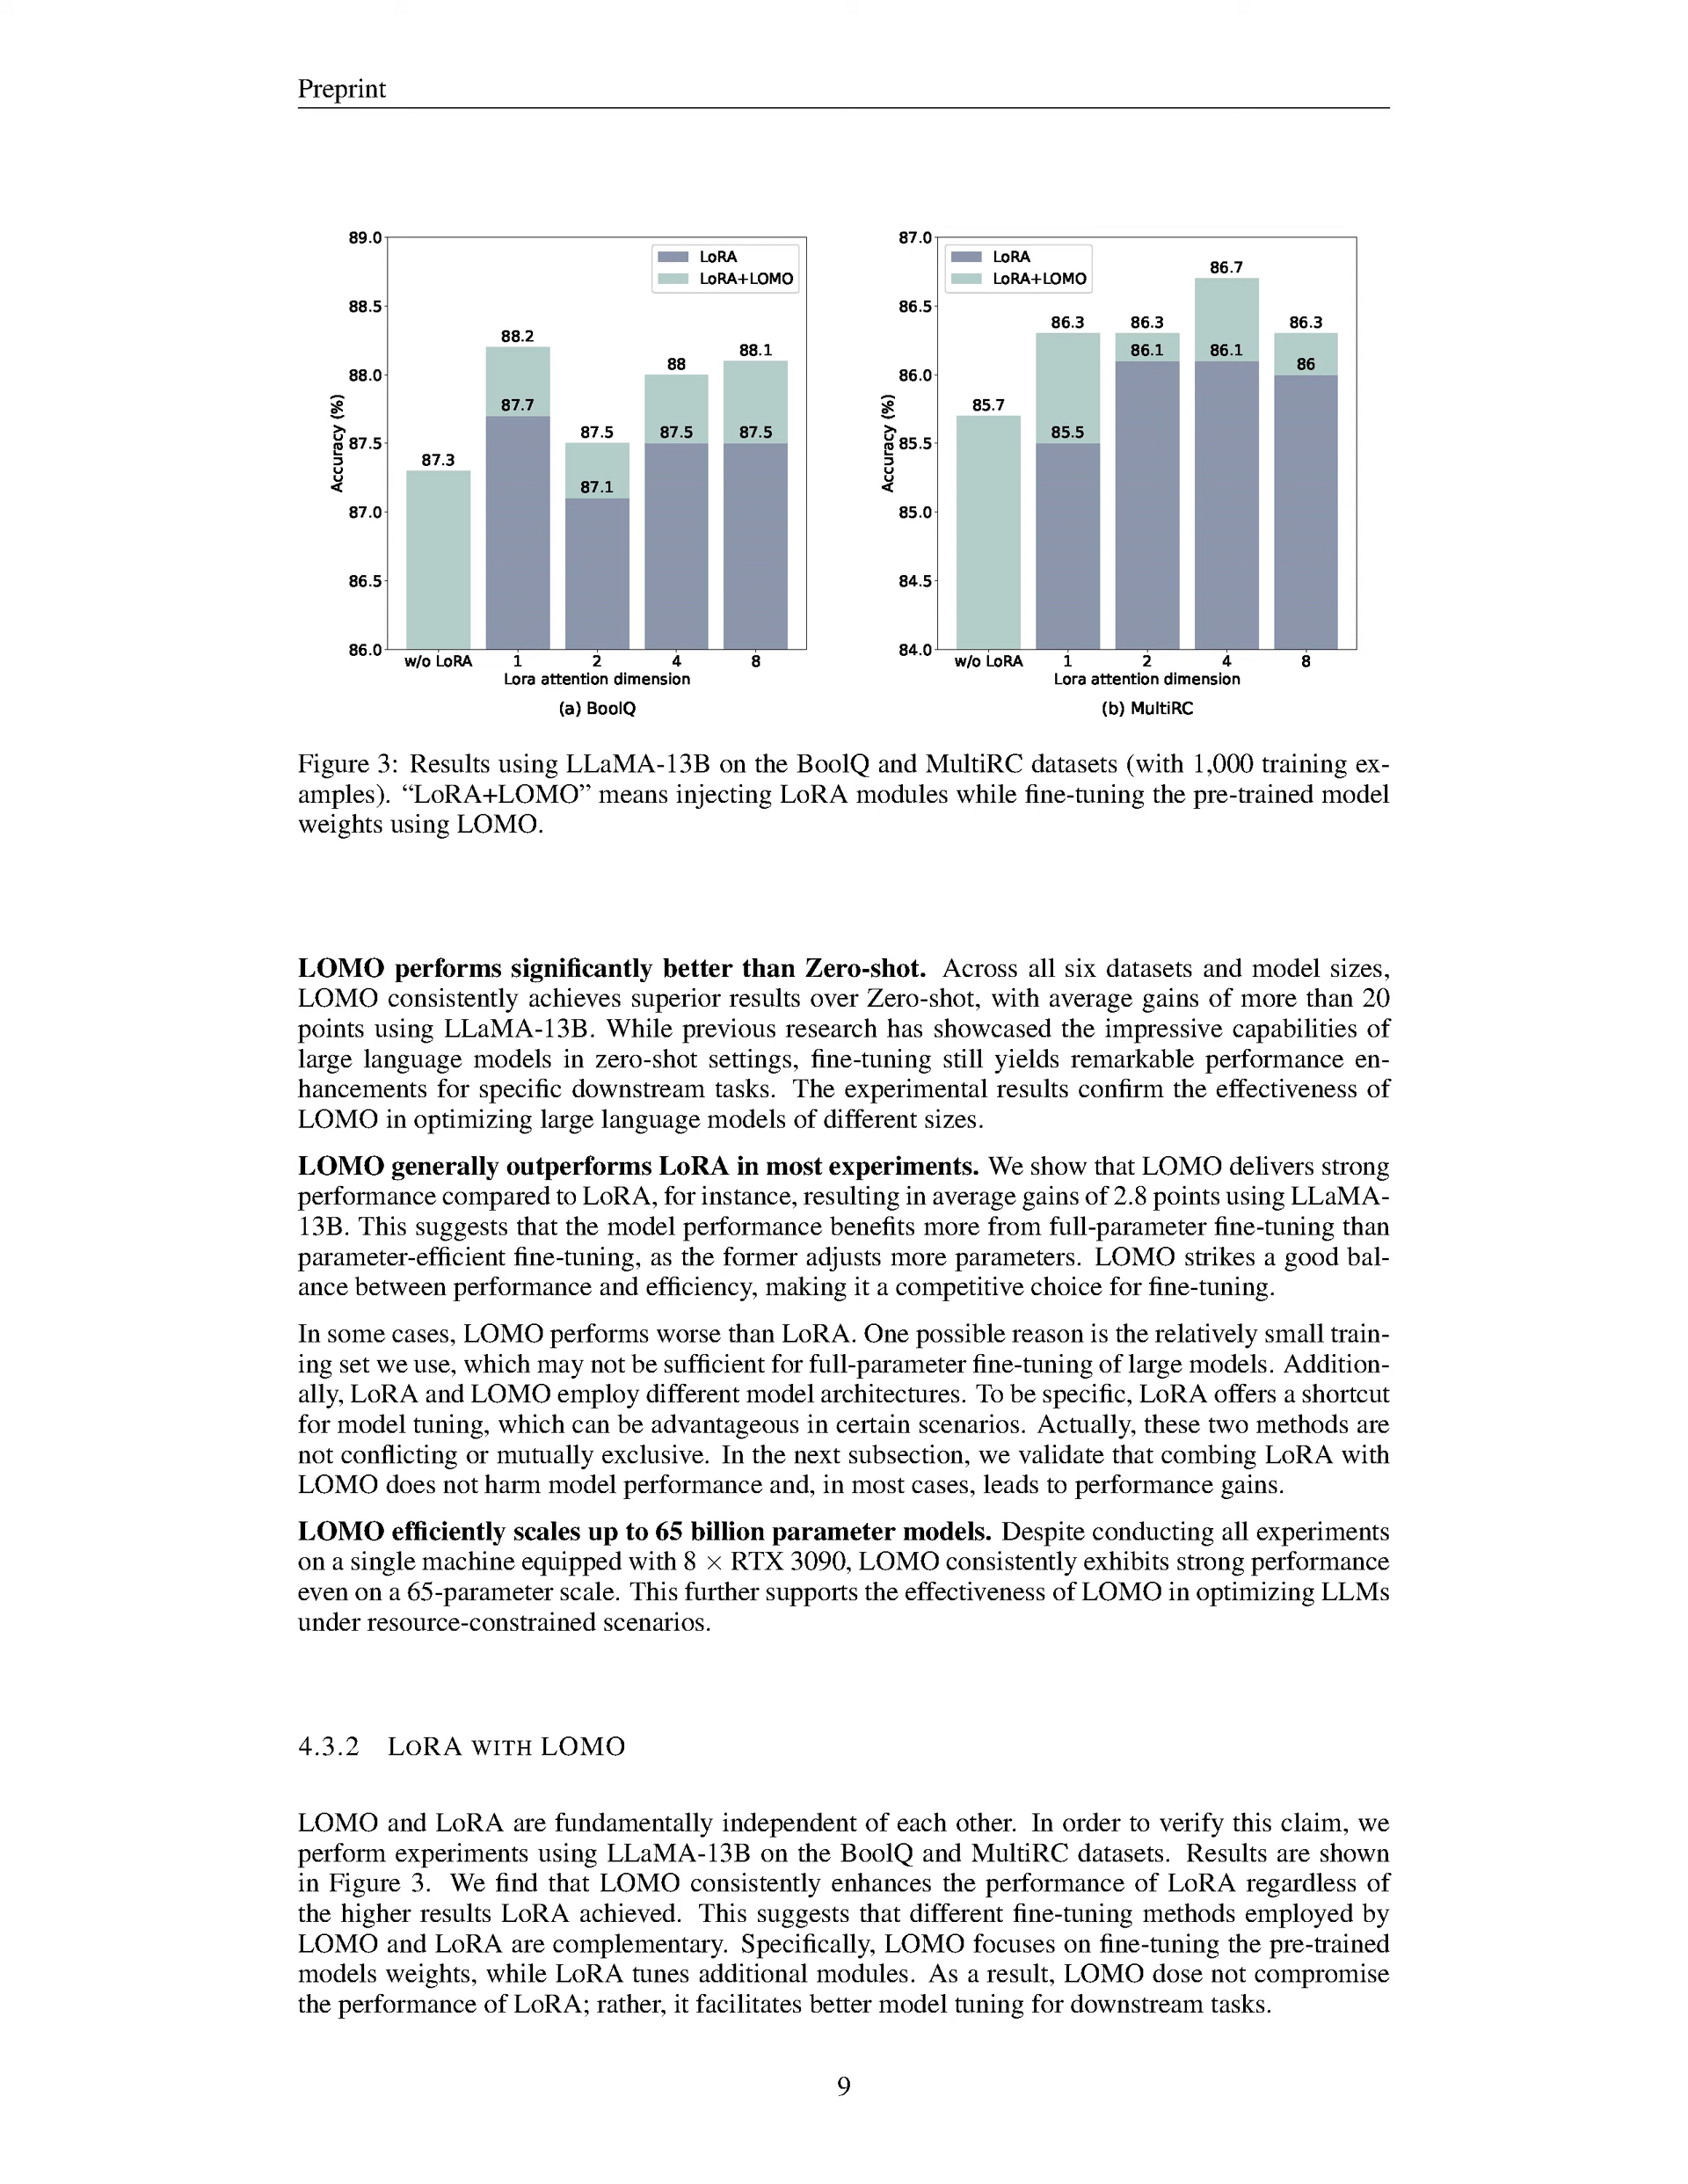 Preprint
89.0
88.5
88.0
87.5
87.0
86.5
86.0
Accuracy (%)
LoRA
LoRA+LOMO
87.3
88.2
87.7
87.5
87.1
88
87.5
88.1
87.5
w/o LoRA 1 2 4 8
Lora attention dimension
(a) BoolQ
87.0
86.5
86.0
85.5
85.0
84.5
84.0
Accuracy (%)
LoRA
LoRA+LOMO
85.7
86.3
85.5
86.3
86.1
86.7
86.1
86.3
86
w/o LoRA 1 2 4 8
Lora attention dimension
(b) MultiRC
Figure 3: Results using LLaMA-13B on the BoolQ and MultiRC datasets (with 1,000 training ex-
amples). “LoRA+LOMO” means injecting LoRA modules while fine-tuning the pre-trained model
weights using LOMO.
LOMO performs significantly better than Zero-shot. Across all six datasets and model sizes,
LOMO consistently achieves superior results over Zero-shot, with average gains of more than 20
points using LLaMA-13B. While previous research has showcased the impressive capabilities of
large language models in zero-shot settings, fine-tuning still yields remarkable performance en-
hancements for specific downstream tasks. The experimental results confirm the effectiveness of
LOMO in optimizing large language models of different sizes.
LOMO generally outperforms LoRA in most experiments. We show that LOMO delivers strong
performance compared to LoRA, for instance, resulting in average gains of 2.8 points using LLaMA-
13B. This suggests that the model performance benefits more from full-parameter fine-tuning than
parameter-efficient fine-tuning, as the former adjusts more parameters. LOMO strikes a good bal-
ance between performance and efficiency, making it a competitive choice for fine-tuning.
In some cases, LOMO performs worse than LoRA. One possible reason is the relatively small train-
ing set we use, which may not be sufficient for full-parameter fine-tuning of large models. Addition-
ally, LoRA and LOMO employ different model architectures. To be specific, LoRA offers a shortcut
for model tuning, which can be advantageous in certain scenarios. Actually, these two methods are
not conflicting or mutually exclusive. In the next subsection, we validate that combing LoRA with
LOMO does not harm model performance and, in most cases, leads to performance gains.
LOMO efficiently scales up to 65 billion parameter models. Despite conducting all experiments
on a single machine equipped with 8 × RTX 3090, LOMO consistently exhibits strong performance
even on a 65-parameter scale. This further supports the effectiveness of LOMO in optimizing LLMs
under resource-constrained scenarios.
4.3.2 LORA WITH LOMO
LOMO and LoRA are fundamentally independent of each other. In order to verify this claim, we
perform experiments using LLaMA-13B on the BoolQ and MultiRC datasets. Results are shown
in Figure 3. We find that LOMO consistently enhances the performance of LoRA regardless of
the higher results LoRA achieved. This suggests that different fine-tuning methods employed by
LOMO and LoRA are complementary. Specifically, LOMO focuses on fine-tuning the pre-trained
models weights, while LoRA tunes additional modules. As a result, LOMO dose not compromise
the performance of LoRA; rather, it facilitates better model tuning for downstream tasks.
9